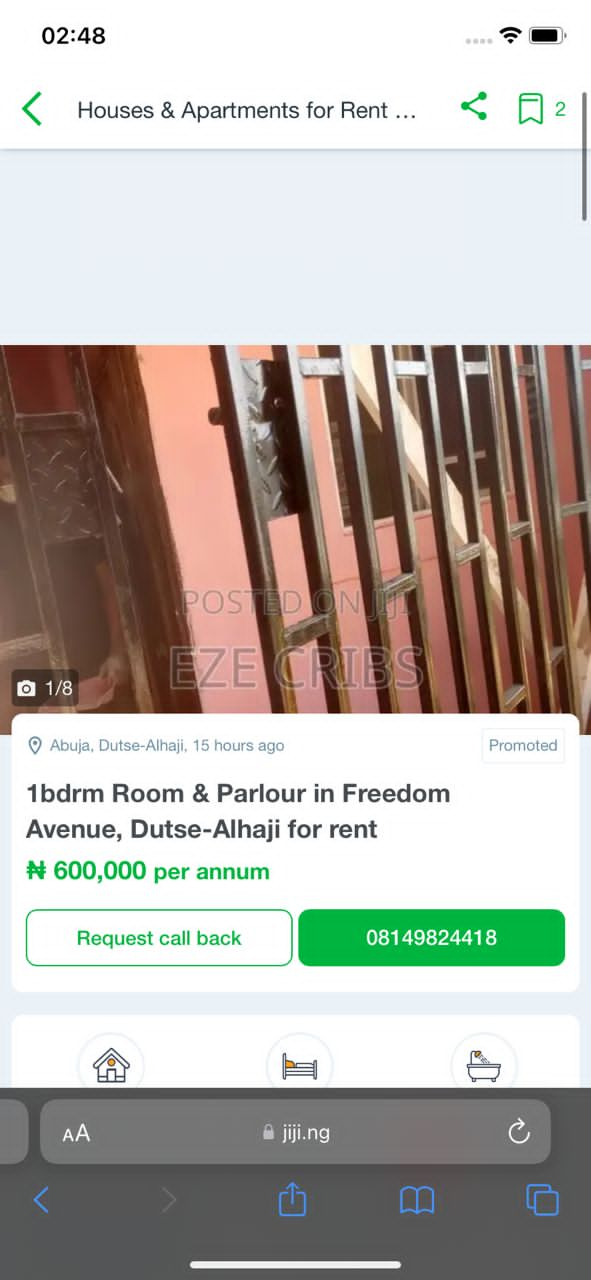 02:48
Houses & Apartments for Rent ...
2
POSTED ON JIJI
EZE CRIBS
1/8
Abuja, Dutse-Alhaji, 15 hours ago
Promoted
1bdrm Room & Parlour in Freedom
Avenue, Dutse-Alhaji for rent
₦ 600,000 per annum
Request call back
08149824418
AA
jiji.ng